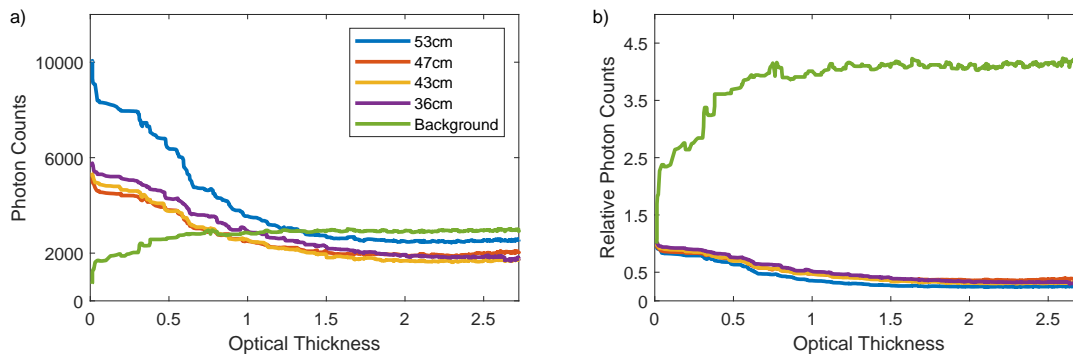 a)
Photon Counts
10000
6000
2000
0
0
0.5
1
1.5
2
2.5
Optical Thickness
53cm
47cm
43cm
36cm
Background
b)
Relative Photon Counts
4.5
3.5
2.5
1.5
0.5
0
0
0.5
1
1.5
2
2.5
Optical Thickness